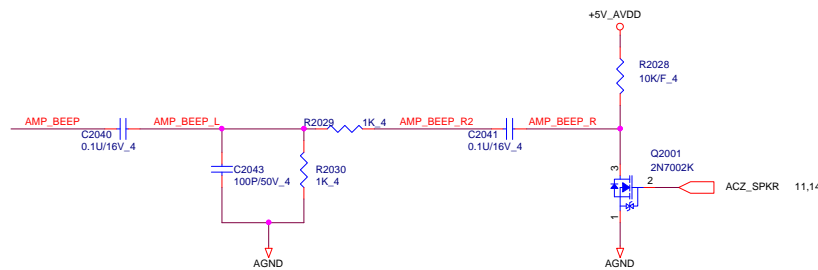 +5V_AVDD
R2028
10K/F_4
AMP_BEEP
AMP_BEEP_L
R2029
1K_4
AMP_BEEP_R2
AMP_BEEP_R
C2040
0.1U/16V_4
C2041
0.1U/16V_4
C2043
100P/50V_4
R2030
1K_4
3
Q2001
2N7002K
2
ACZ_SPKR
11,14
1
AGND
AGND